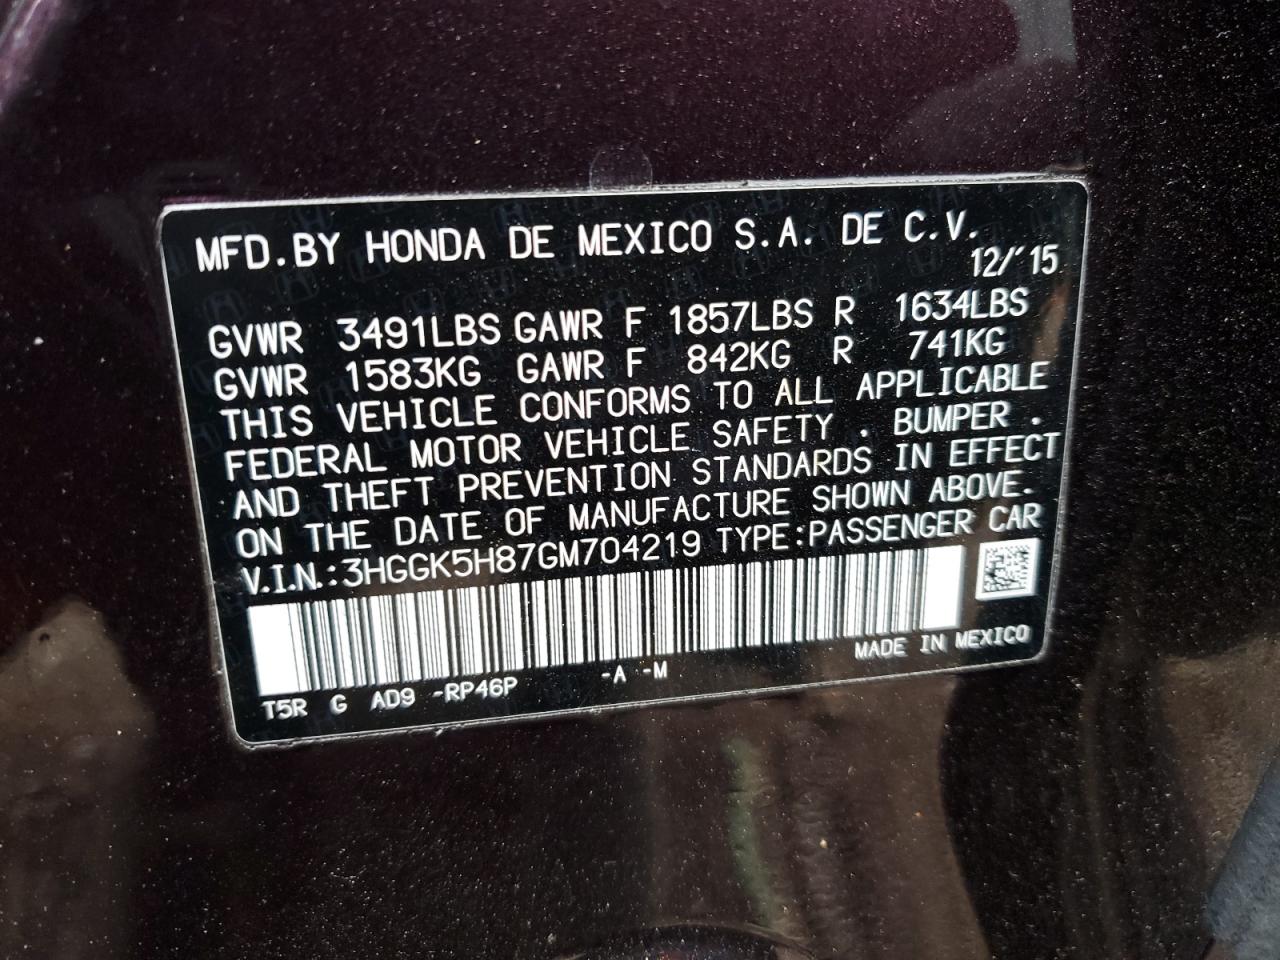 MFD.BY HONDA DE MEXICO S.A. DE C.V.
12/'15
GVWR 3491LBS GAWR F 1857LBS R 1634LBS
GVWR 1583KG GAWR F 842KG R 741KG
THIS VEHICLE CONFORMS TO ALL APPLICABLE
FEDERAL MOTOR VEHICLE SAFETY , BUMPER .
AND THEFT PREVENTION STANDARDS IN EFFECT
ON THE DATE OF MANUFACTURE SHOWN ABOVE.
V.I.N.:3HGGK5H87GM704219 TYPE:PASSENGER CAR
MADE IN MEXICO
T5R G AD9 -RP46P -A -M